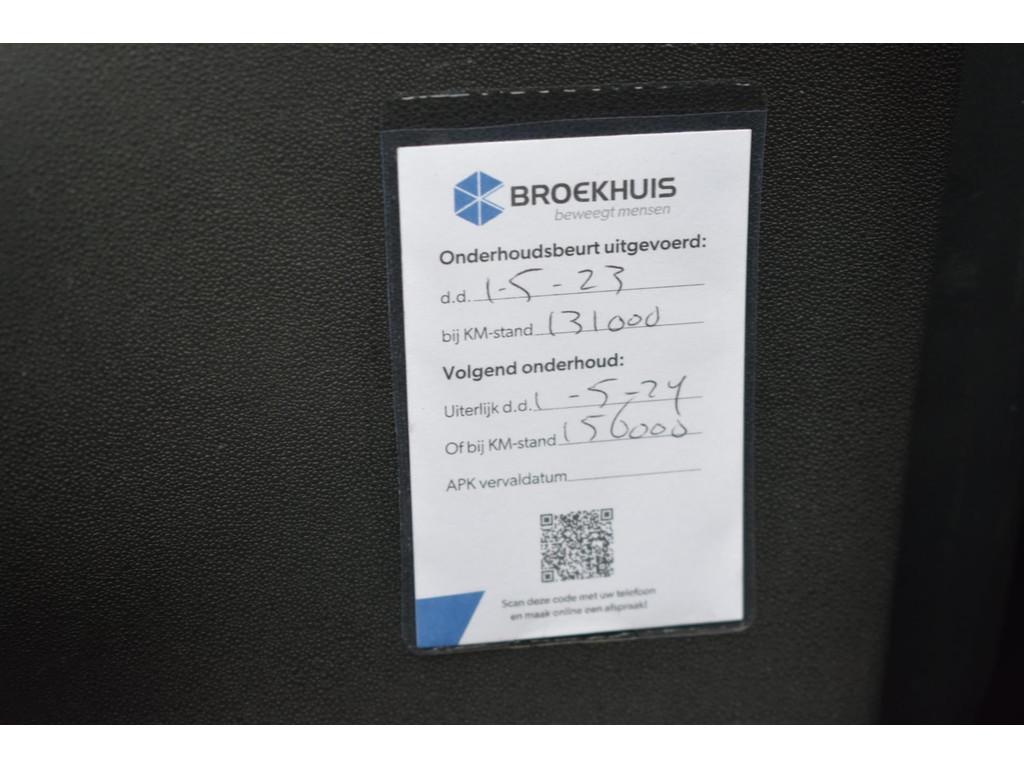 BROEKHUIS
beweegt mensen
Onderhoudsbeurt uitgevoerd:
d.d. 1-5-23
bij KM-stand 131000
Volgend onderhoud:
Uiterlijk d.d. 1-5-24
Of bij KM-stand 156000
APK vervaldatum
Scan deze code met uw telefoon
en maak online een afspraak!